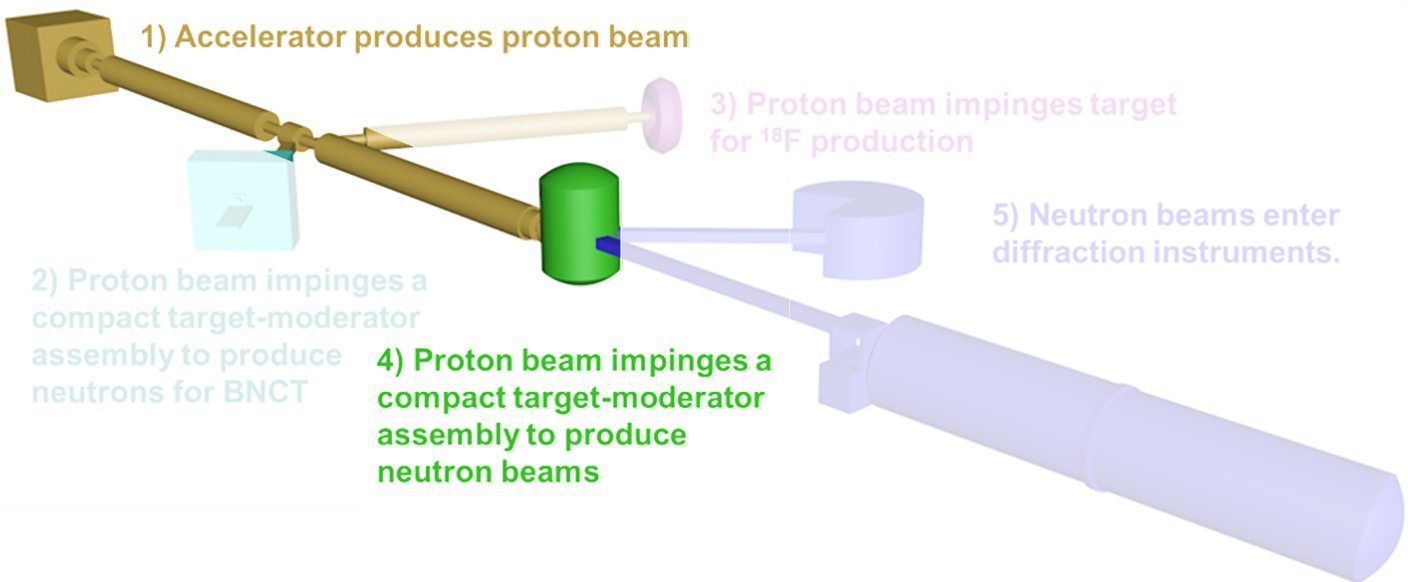 1) Accelerator produces proton beam
3) Proton beam impinges target
for ¹⁸F production
5) Neutron beams enter
diffraction instruments.
2) Proton beam impinges a
compact target-moderator
assembly to produce
neutrons for BNCT
4) Proton beam impinges a
compact target-moderator
assembly to produce
neutron beams